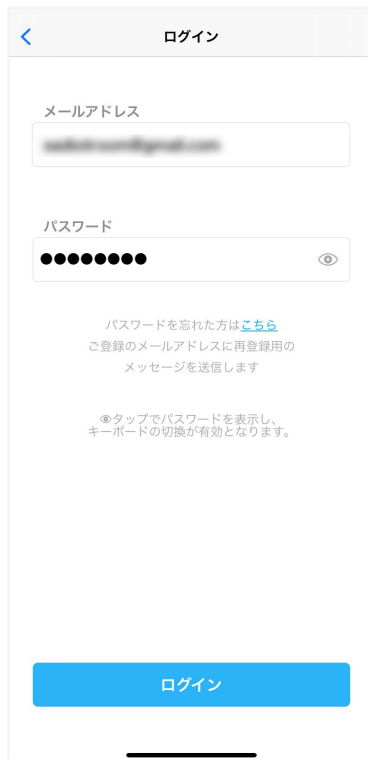 ログイン
メールアドレス
パスワード
●●●●●●●●
パスワードを忘れた方はこちら
ご登録のメールアドレスに再登録用の
メッセージを送信します
タップでパスワードを表示し、
キーボードの切換が有効となります。
ログイン